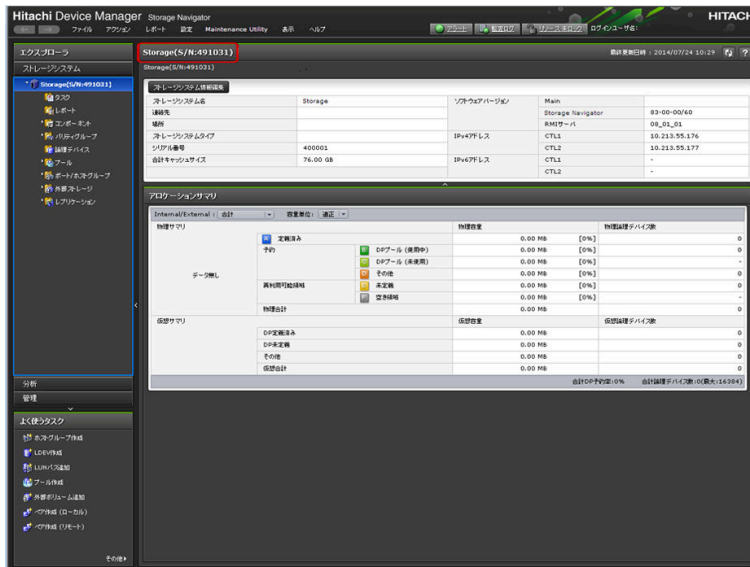 Hitachi Device Manager Storage Navigator
HITACHI
ファイル アクション レポート 設定 Maintenance Utility 表示 ヘルプ
アラート
リソースをロック ログインユーザ名:
エクスプローラ
ストレージシステム
Storage(S/N:491031)
タスク
レポート
コンポーネント
パリティグループ
論理デバイス
プール
ポート/ホストグループ
外部ストレージ
レプリケーション
分析
管理
よく使うタスク
ホストグループ作成
LDEV作成
LUNパス追加
プール作成
外部ボリューム追加
ペア作成 (ローカル)
ペア作成 (リモート)
その他
Storage(S/N:491031)
最終更新日時 : 2014/07/24 10:29
Storage(S/N:491031)
ストレージシステム情報編集
ストレージシステム名 Storage ソフトウェアバージョン Main
連絡先 Storage Navigator 83-00-00/60
場所 RMIサーバ 08_01_01
ストレージシステムタイプ IPv4アドレス CTL1 10.213.55.176
シリアル番号 400001 CTL2 10.213.55.177
合計キャッシュサイズ 76.00 GB IPv6アドレス CTL1 -
CTL2 -
アロケーションサマリ
Internal/External : 合計 容量単位: 適正
物理サマリ 物理容量 物理論理デバイス数
データ無し
定義済み 0.00 MB [0%] 0
予約 DPプール (使用中) 0.00 MB [0%] 0
DPプール (未使用) 0.00 MB [0%] -
その他 0.00 MB [0%] 0
再利用可能領域 未定義 0.00 MB [0%] 0
空き領域 0.00 MB [0%] -
物理合計 0.00 MB 0
仮想サマリ 仮想容量 仮想論理デバイス数
DP定義済み 0.00 MB 0
DP未定義 0.00 MB 0
その他 0.00 MB 0
仮想合計 0.00 MB 0
合計DP予約率:0% 合計論理デバイス数:0(最大:16384)